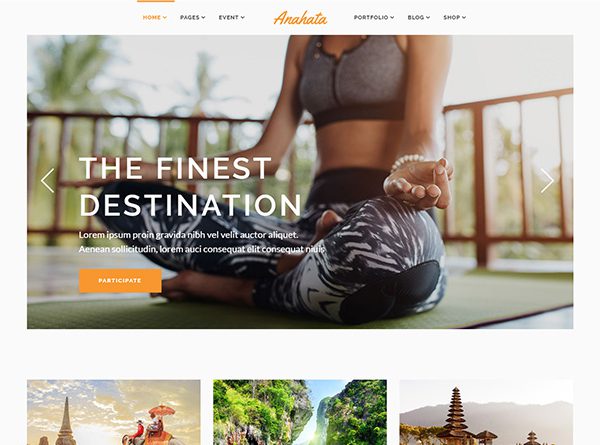 HOME PAGES EVENT Anahata PORTFOLIO BLOG SHOP
THE FINEST
DESTINATION
Lorem ipsum proin gravida nibh vel velit auctor aliquet.
Aenean sollicitudin, lorem auci consequat elit consequat niuis
PARTICIPATE